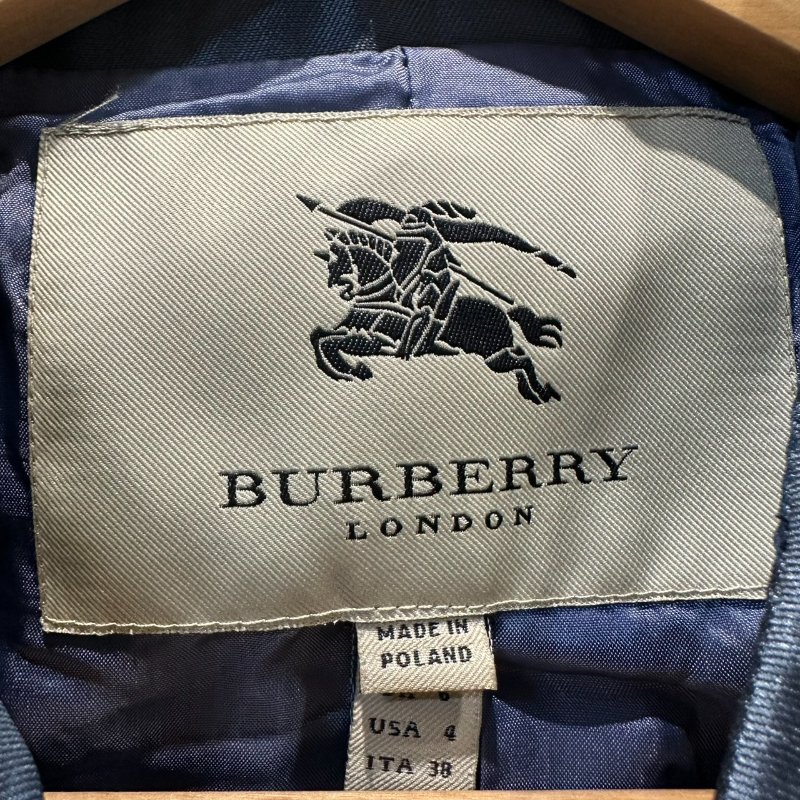 BURBERRY
LONDON
MADE IN
POLAND
USA 4
ITA 38